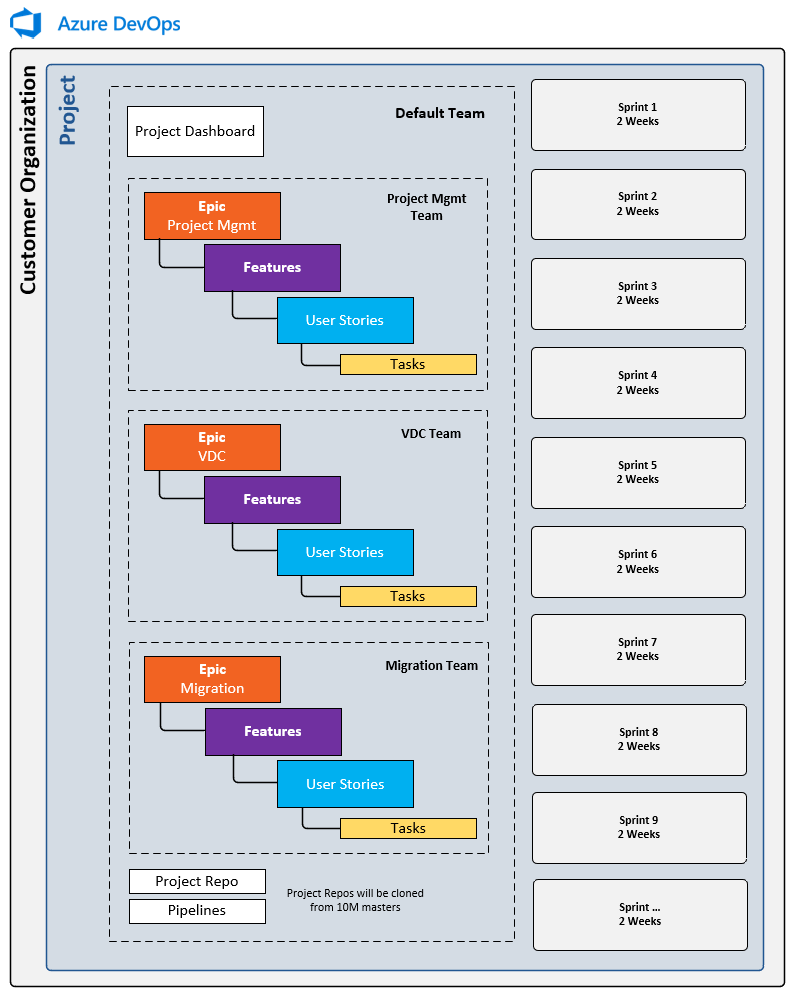 Azure DevOps
Customer Organization
Project
Default Team
Project Dashboard
Project Mgmt
Team
Epic
Project Mgmt
Features
User Stories
Tasks
VDC Team
Epic
VDC
Features
User Stories
Tasks
Migration Team
Epic
Migration
Features
User Stories
Tasks
Project Repo
Pipelines
Project Repos will be cloned
from 10M masters
Sprint 1
2 Weeks
Sprint 2
2 Weeks
Sprint 3
2 Weeks
Sprint 4
2 Weeks
Sprint 5
2 Weeks
Sprint 6
2 Weeks
Sprint 7
2 Weeks
Sprint 8
2 Weeks
Sprint 9
2 Weeks
Sprint ...
2 Weeks